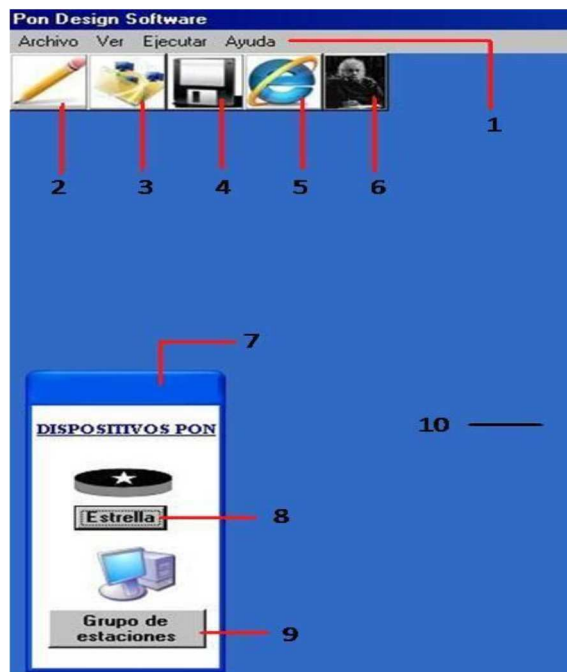 Pon Design Software
Archivo Ver Ejecutar Ayuda
1
2 3 4 5 6
7
DISPOSITIVOS PON
10
Estrella
8
Grupo de
estaciones
9